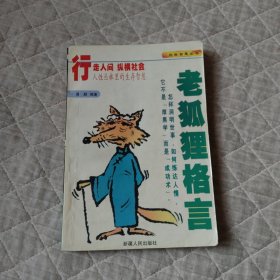 行走人间 纵横社会
人性丛林里的生存智慧
老狐狸格言
怎样洞明世事，如何练达人情，
它不是“厚黑学”而是“成功术”。
新疆人民出版社